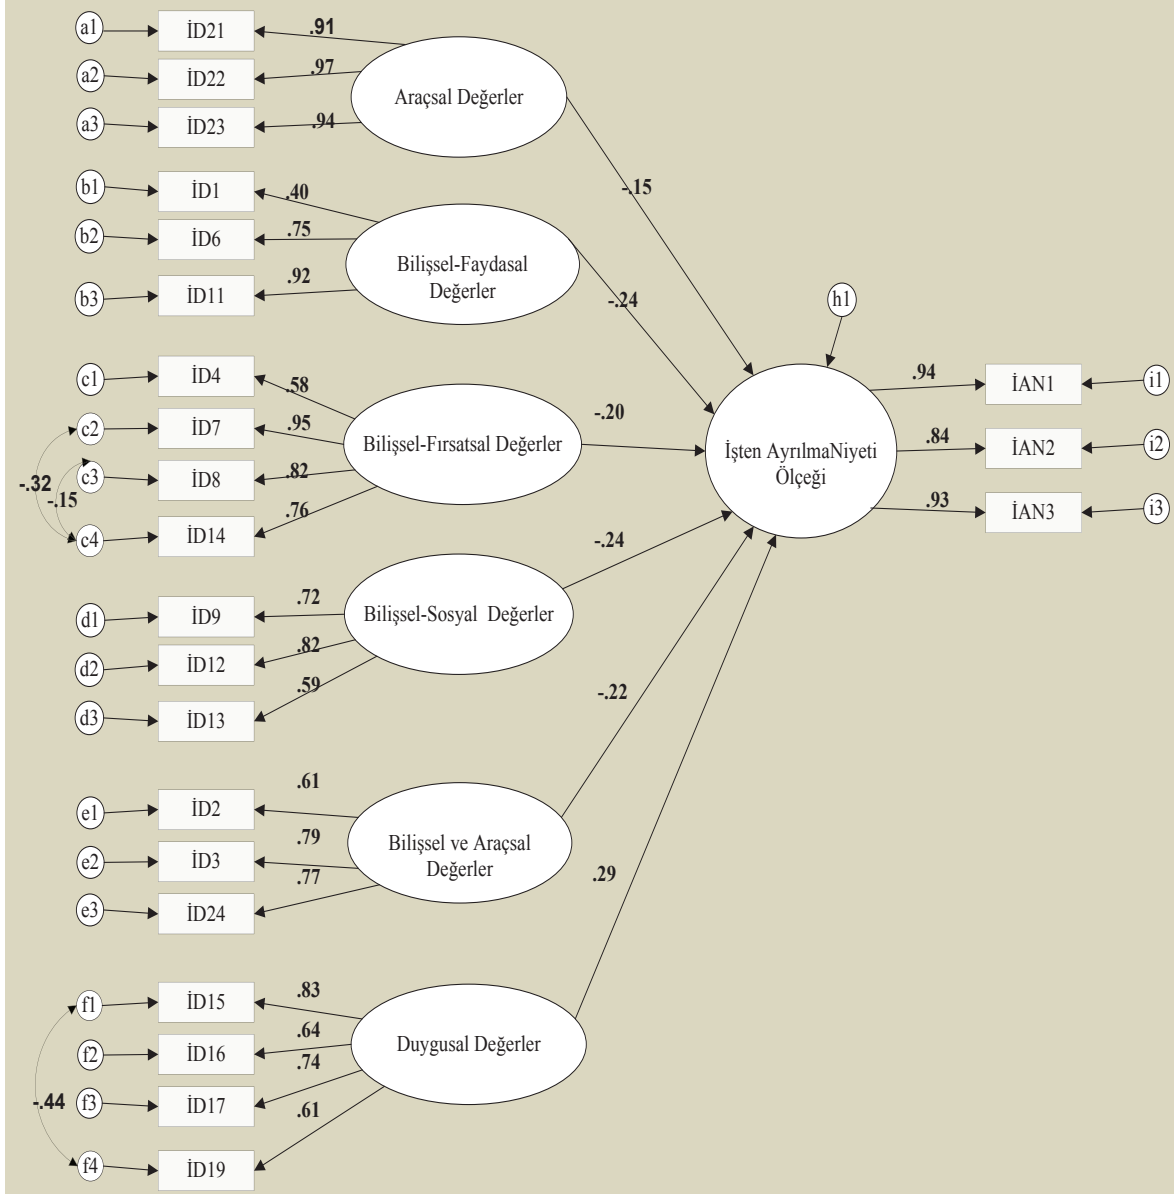 a1
İD21
.91
a2
İD22
.97
a3
İD23
.94
Araçsal Değerler
-.15
b1
İD1
.40
b2
İD6
.75
b3
İD11
.92
Bilişsel-Faydasal
Değerler
-.24
c1
İD4
.58
c2
İD7
.95
c3
İD8
.82
c4
İD14
.76
-.32
-.15
Bilişsel-Fırsatsal Değerler
-.20
d1
İD9
.72
d2
İD12
.82
d3
İD13
.59
Bilişsel-Sosyal Değerler
-.24
e1
İD2
.61
e2
İD3
.79
e3
İD24
.77
Bilişsel ve Araçsal
Değerler
-.22
f1
İD15
.83
f2
İD16
.64
f3
İD17
.74
f4
İD19
.61
-.44
Duygusal Değerler
.29
h1
İşten AyrılmaNiyeti
Ölçeği
.94
İAN1
i1
.84
İAN2
i2
.93
İAN3
i3